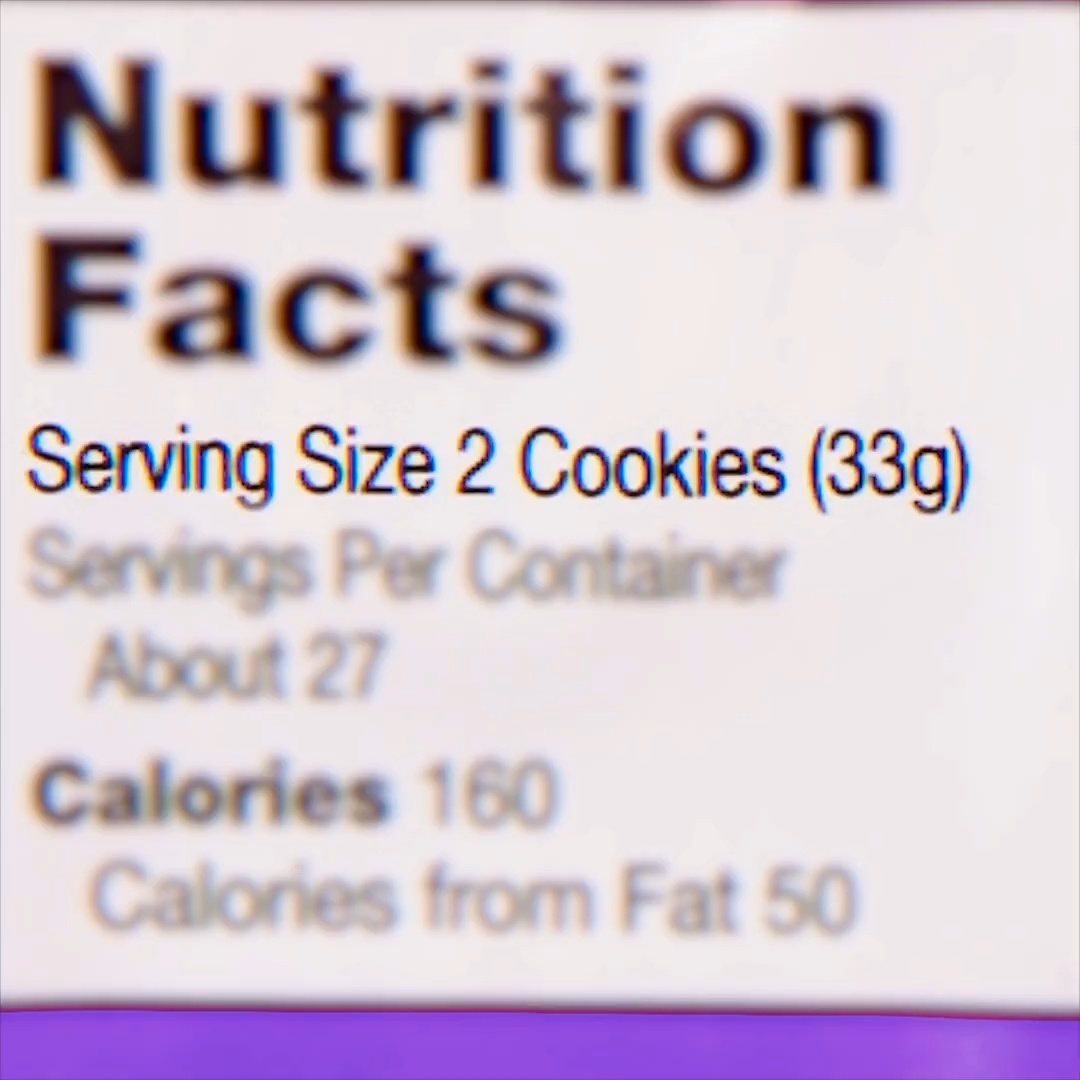 Nutrition
Facts
Serving Size 2 Cookies (33g)
Servings Per Container
About 27
Calories 160
Calories from Fat 50